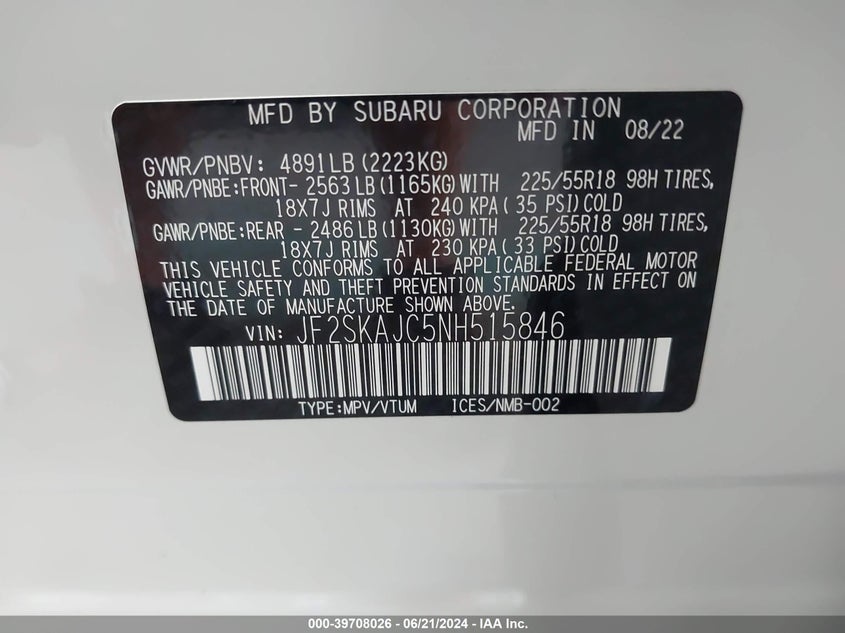 MFD BY SUBARU CORPORATION
MFD IN 08/22
GVWR/PNBV: 4891LB(2223KG)
GAWR/PNBE:FRONT- 2563LB(1165KG)WITH 225/55R18 98H TIRES,
18X7J RIMS AT 240 KPA( 35 PSI)COLD
GAWR/PNBE:REAR - 2486LB(1130KG)WITH 225/55R18 98H TIRES,
18X7J RIMS AT 230 KPA( 33 PSI)COLD
THIS VEHICLE CONFORMS TO ALL APPLICABLE FEDERAL MOTOR
VEHICLE SAFETY AND THEFT PREVENTION STANDARDS IN EFFECT ON
THE DATE OF MANUFACTURE SHOWN ABOVE.
VIN: JF2SKAJC5NH515846
TYPE:MPV/VTUM ICES/NMB-002
000-39708026 - 06/21/2024 - IAA Inc.